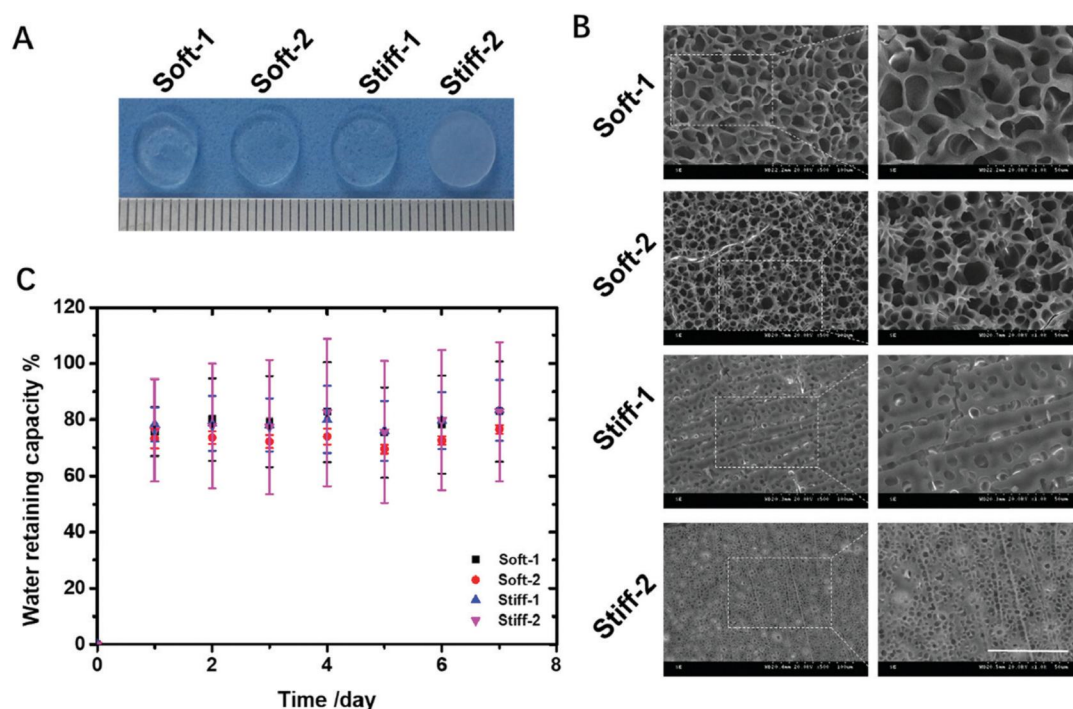 A
Soft-1
Soft-2
Stiff-1
Stiff-2
B
Soft-1
Soft-2
Stiff-1
Stiff-2
C
Water retaining capacity %
120
100
80
60
40
20
0
0
2
4
6
8
Time /day
Soft-1
Soft-2
Stiff-1
Stiff-2